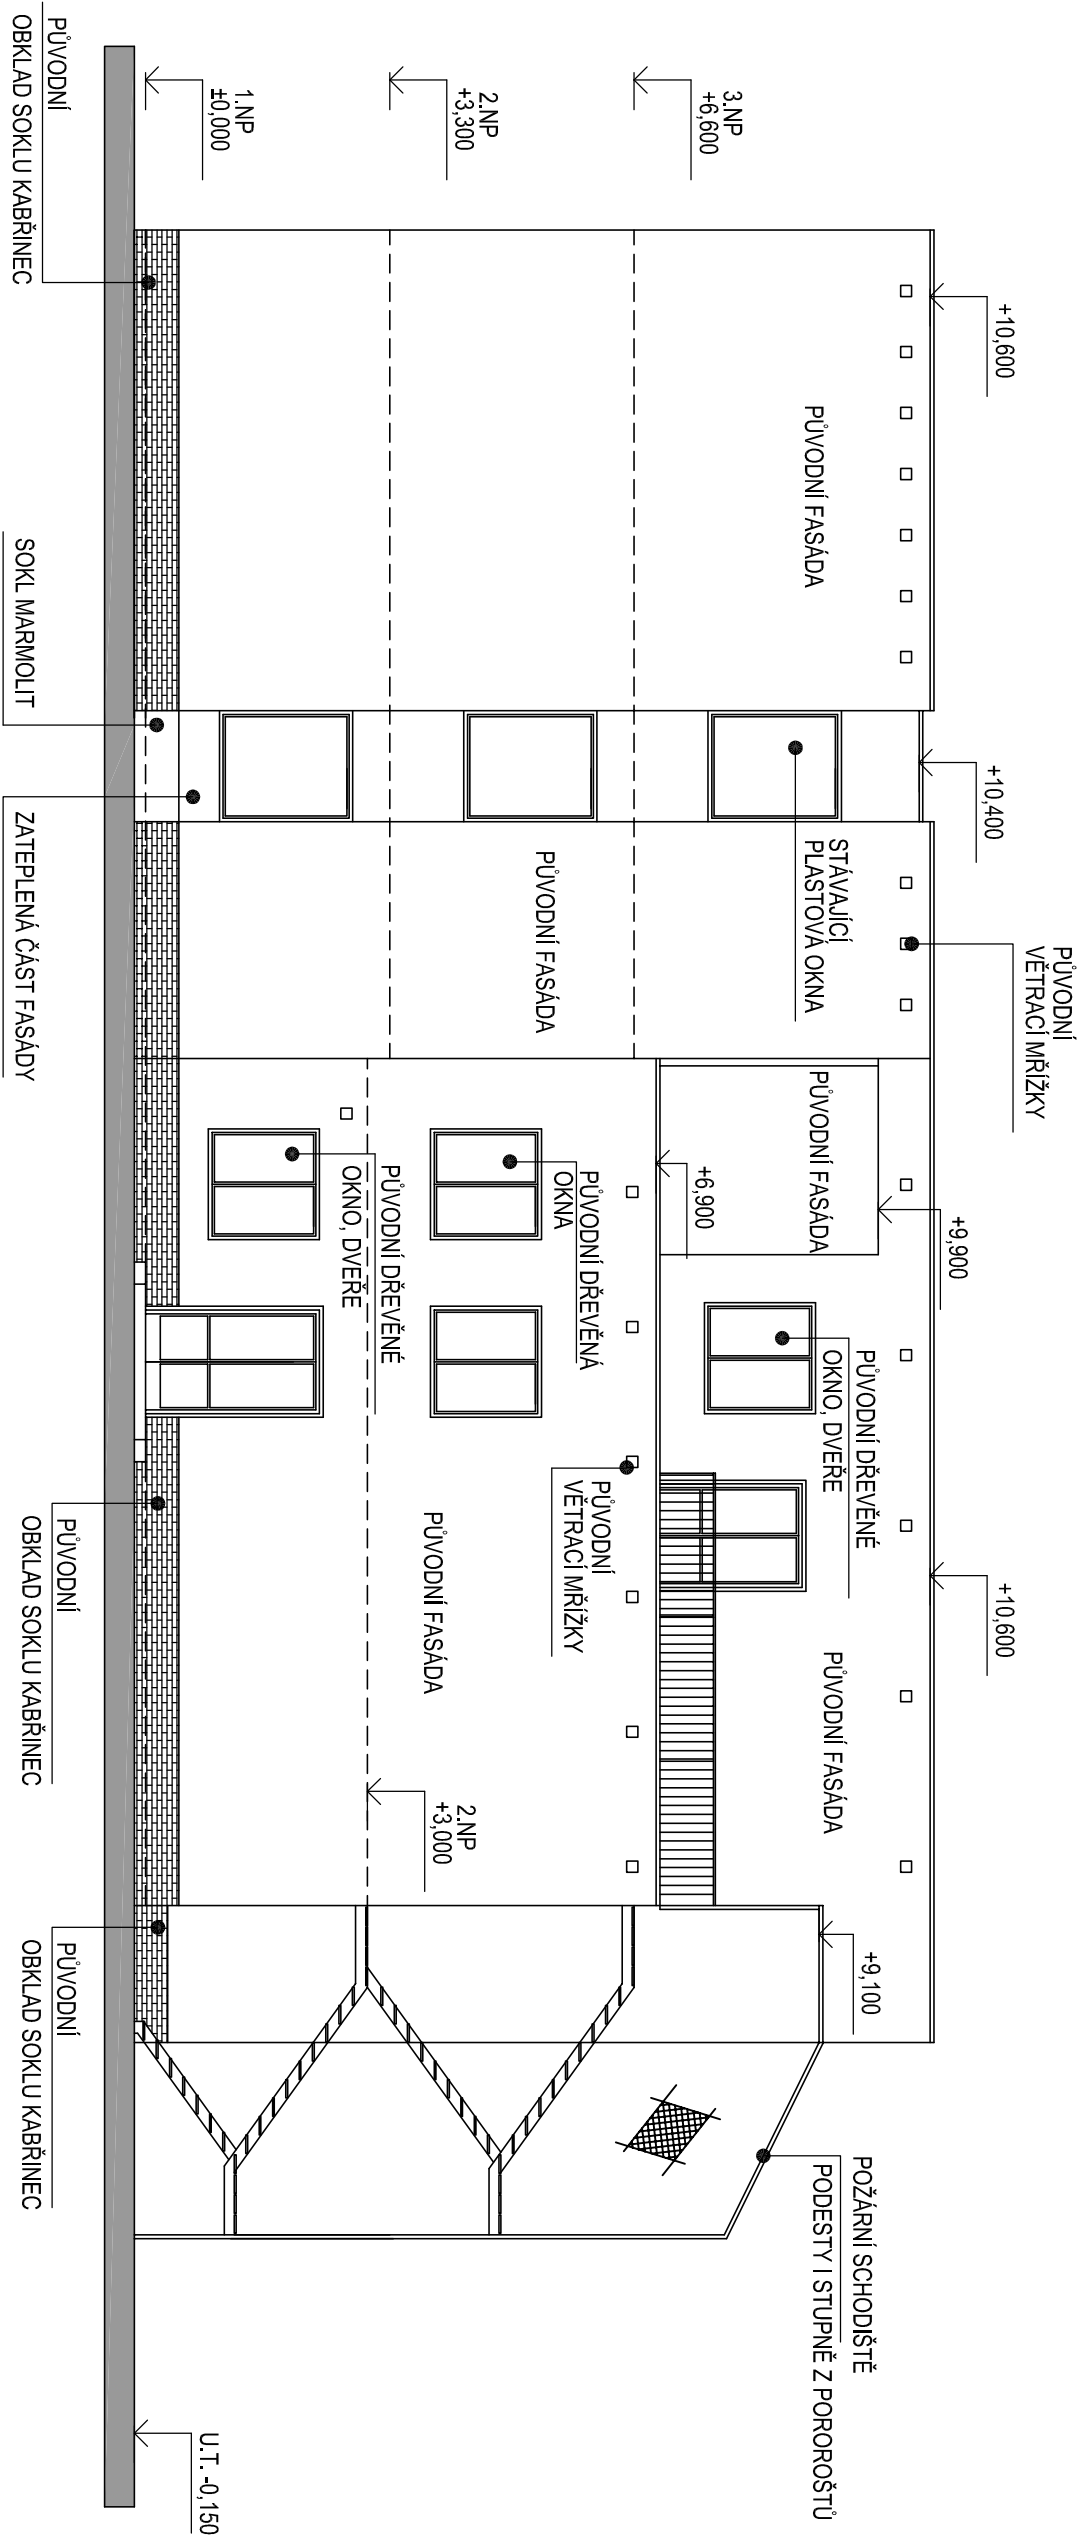 PŮVODNÍ
VĚTRACÍ MŘÍŽKY
+10,600
+10,400
+10,600
+9,900
PŮVODNÍ DŘEVĚNÉ
OKNO, DVEŘE
+9,100
POŽÁRNÍ SCHODIŠTĚ
PODESTY I STUPNĚ Z POROROŠTŮ
PŮVODNÍ FASÁDA
STÁVAJÍCÍ
PLASTOVÁ OKNA
PŮVODNÍ FASÁDA
PŮVODNÍ FASÁDA
3.NP
+6,600
+6,900
PŮVODNÍ DŘEVĚNÁ
OKNA
PŮVODNÍ
VĚTRACÍ MŘÍŽKY
PŮVODNÍ FASÁDA
2.NP
+3,300
PŮVODNÍ DŘEVĚNÉ
OKNO, DVEŘE
PŮVODNÍ FASÁDA
2.NP
+3,000
1.NP
±0,000
U.T. -0,150
PŮVODNÍ
OBKLAD SOKLU KABŘINEC
SOKL MARMOLIT
ZATEPLENÁ ČÁST FASÁDY
PŮVODNÍ
OBKLAD SOKLU KABŘINEC
PŮVODNÍ
OBKLAD SOKLU KABŘINEC